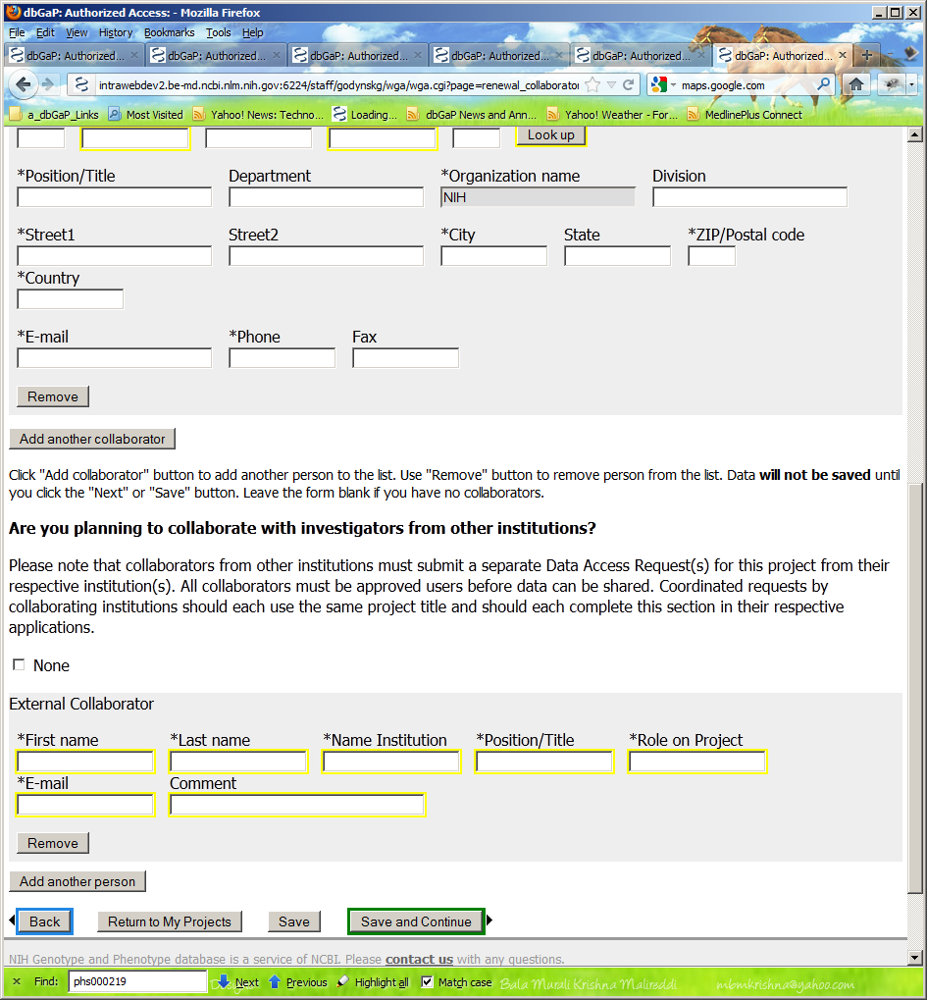 dbGaP: Authorized Access: - Mozilla Firefox
File Edit View History Bookmarks Tools Help
dbGaP: Authorized... dbGaP: Authorized... dbGaP: Authorized... dbGaP: Authorized... dbGaP: Authorized... dbGaP: Authorized...
intrawebdev2.be-md.ncbi.nlm.nih.gov:6224/staff/godynskg/wga/wga.cgi?page=renewal_collaborator maps.google.com
a_dbGaP_Links Most Visited Yahoo! News: Techno... Loading... dbGaP News and Ann... Yahoo! Weather - For... MedlinePlus Connect
Look up
*Position/Title Department *Organization name Division
NIH
*Street1 Street2 *City State *ZIP/Postal code
*Country
*E-mail *Phone Fax
Remove
Add another collaborator
Click "Add collaborator" button to add another person to the list. Use "Remove" button to remove person from the list. Data will not be saved until
you click the "Next" or "Save" button. Leave the form blank if you have no collaborators.
Are you planning to collaborate with investigators from other institutions?
Please note that collaborators from other institutions must submit a separate Data Access Request(s) for this project from their
respective institution(s). All collaborators must be approved users before data can be shared. Coordinated requests by
collaborating institutions should each use the same project title and should each complete this section in their respective
applications.
None
External Collaborator
*First name *Last name *Name Institution *Position/Title *Role on Project
*E-mail Comment
Remove
Add another person
Back Return to My Projects Save Save and Continue
NIH Genotype and Phenotype database is a service of NCBI. Please contact us with any questions.
Find: phs000219 Next Previous Highlight all Match case Bala Murali Krishna Malireddi mbmkrishna@yahoo.com